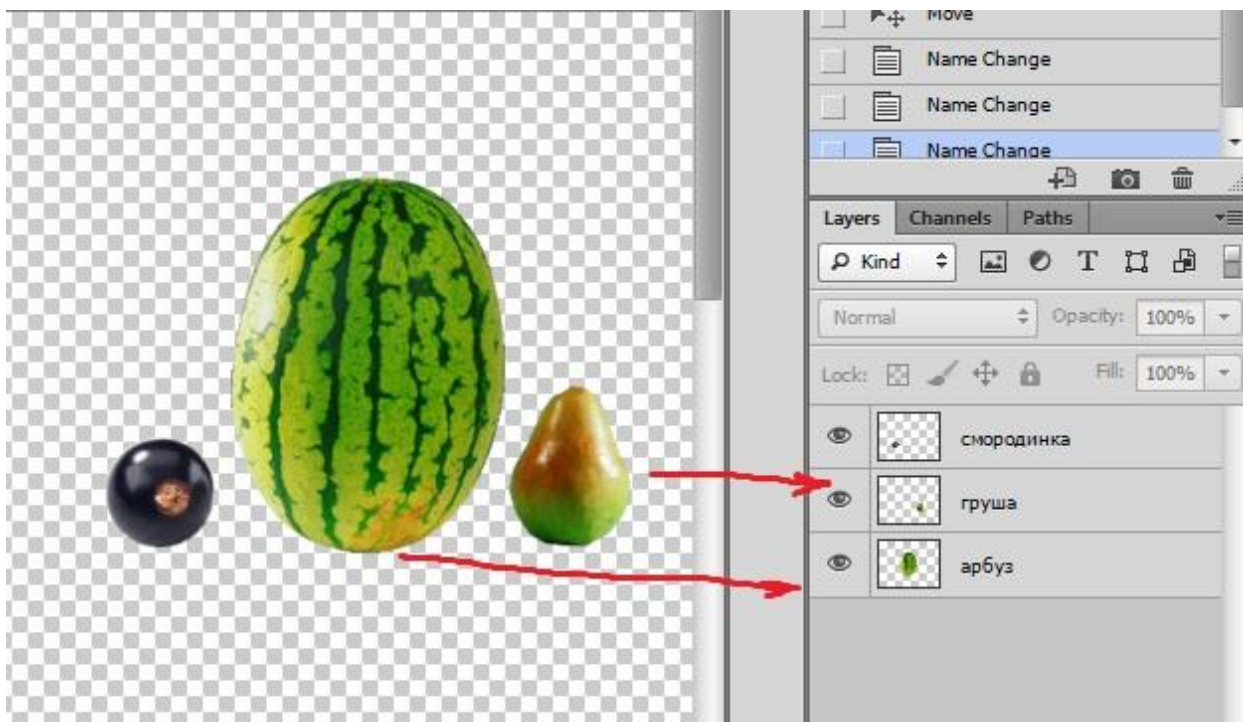 Move
Name Change
Name Change
Name Change
Layers Channels Paths
Kind T
Normal Opacity: 100%
Lock: Fill: 100%
смородинка
груша
арбуз